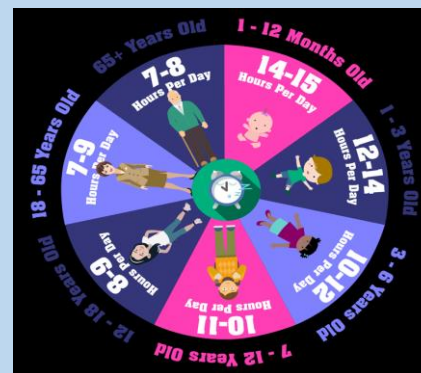 1 - 12 Months Old
14-15
Hours Per Day
1 - 3 Years Old
12-14
Hours Per Day
3 - 6 Years Old
10-12
Hours Per Day
7 - 12 Years Old
10-11
Hours Per Day
12 - 18 Years Old
8-9
Hours Per Day
18 - 65 Years Old
7-9
Hours Per Day
65+ Years Old
7-8
Hours Per Day